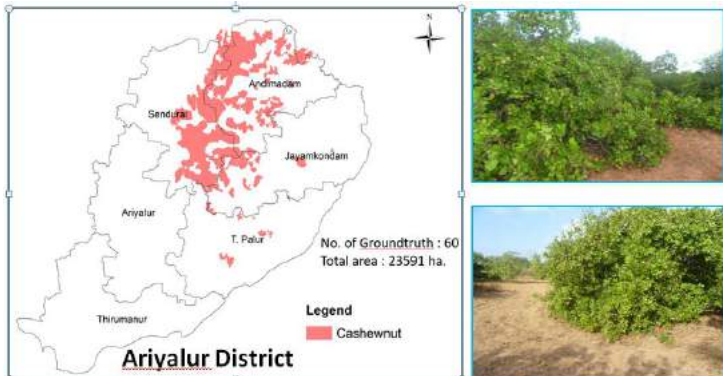 N
Andimadam
Sendurai
Jayamkondam
Ariyalur
T. Palur
No. of Groundtruth : 60
Total area : 23591 ha.
Thirumanur
Legend
Cashewnut
Ariyalur District